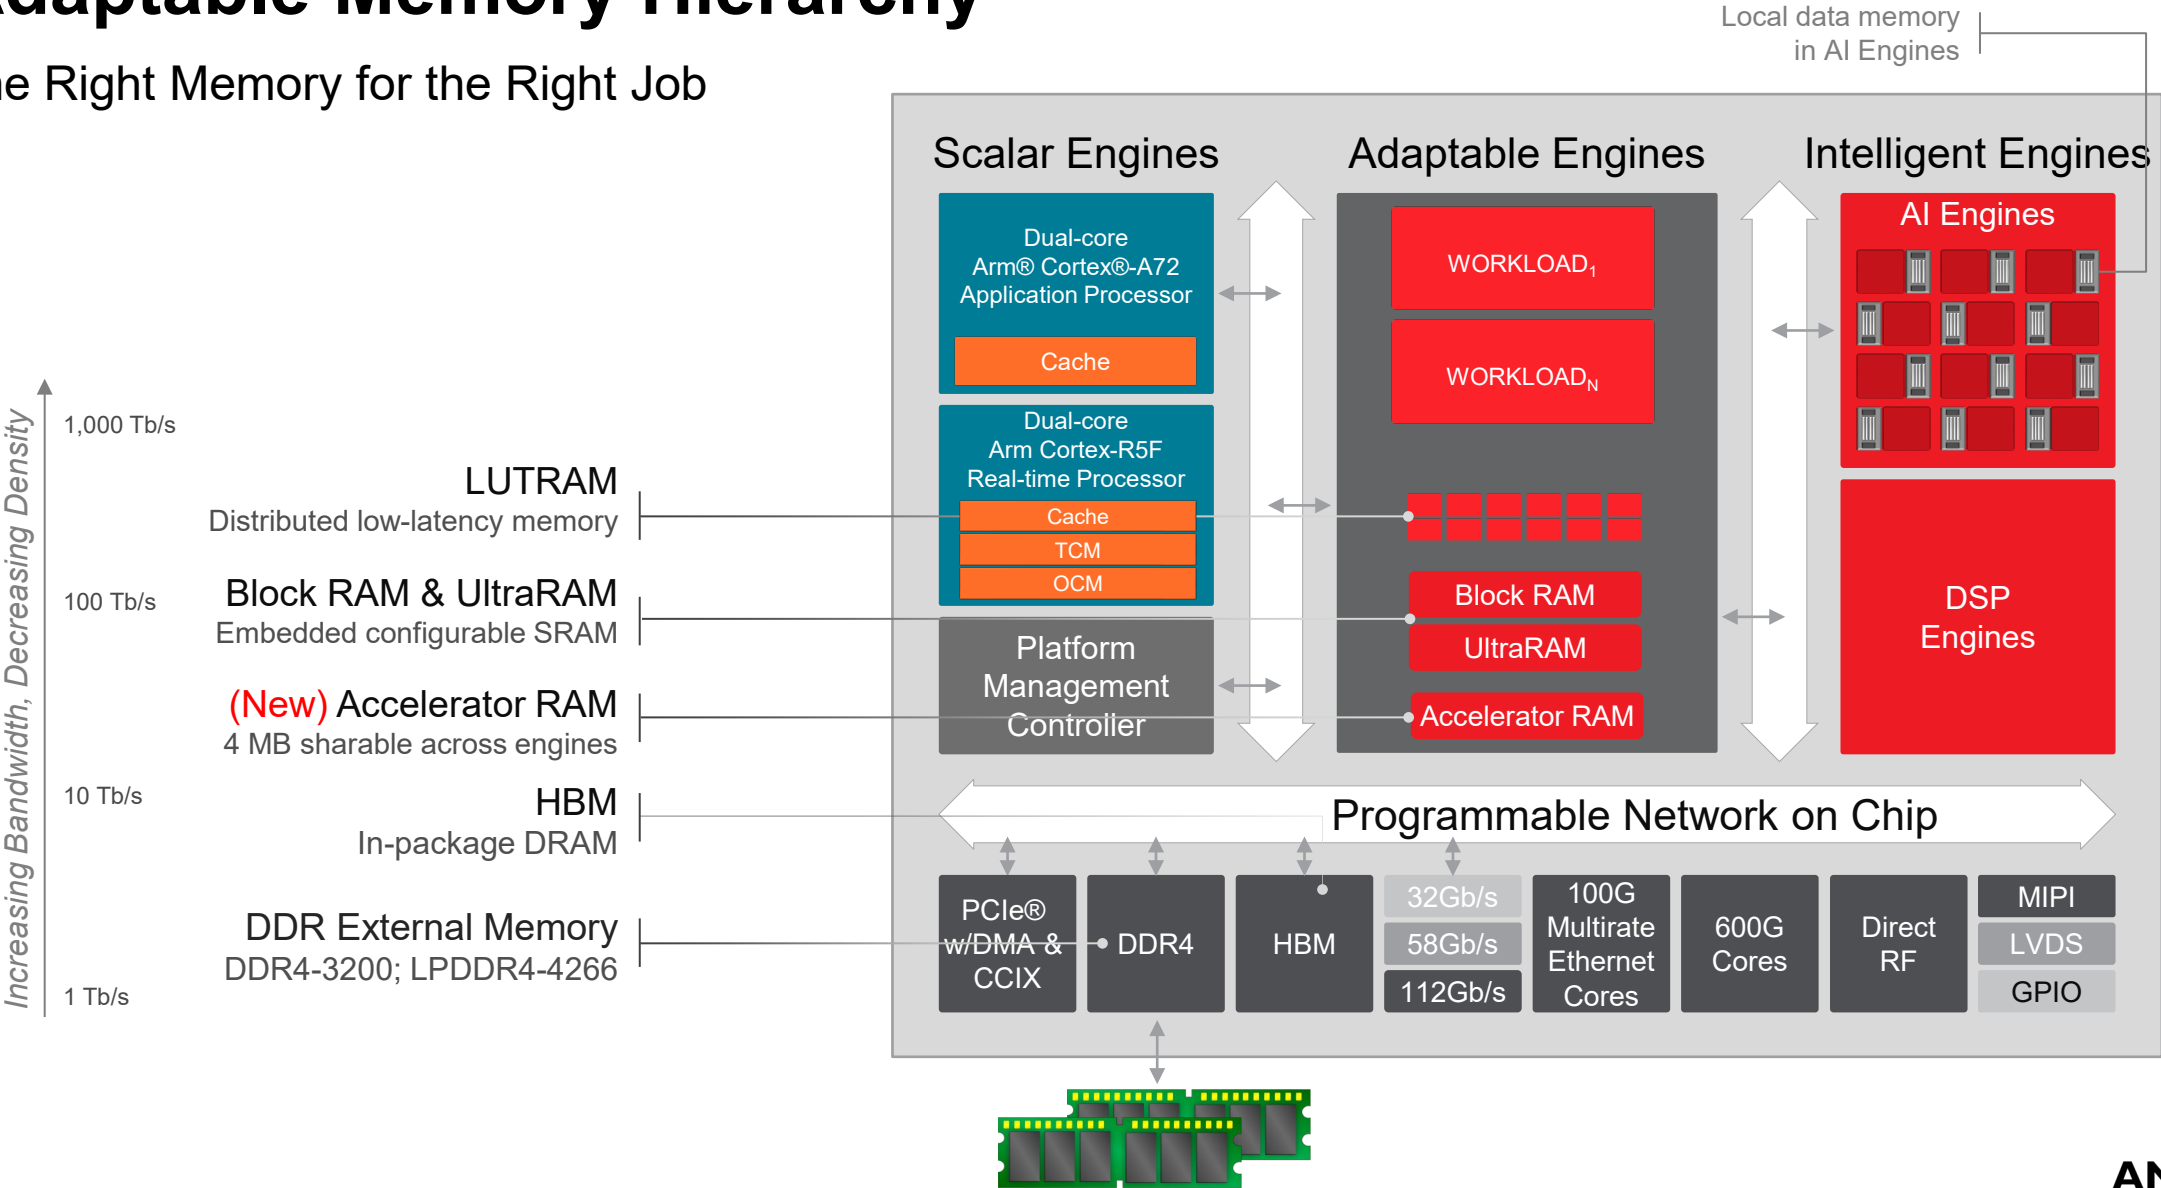 daptable Memory Hierarchy
e Right Memory for the Right Job
Local data memory
in AI Engines
Increasing Bandwidth, Decreasing Density
1,000 Tb/s
100 Tb/s
10 Tb/s
1 Tb/s
LUTRAM
Distributed low-latency memory
Block RAM & UltraRAM
Embedded configurable SRAM
(New) Accelerator RAM
4 MB sharable across engines
HBM
In-package DRAM
DDR External Memory
DDR4-3200; LPDDR4-4266
Scalar Engines
Dual-core
Arm® Cortex®-A72
Application Processor
Cache
Dual-core
Arm Cortex-R5F
Real-time Processor
Cache
TCM
OCM
Platform
Management
Controller
Adaptable Engines
WORKLOAD1
WORKLOADN
Block RAM
UltraRAM
Accelerator RAM
Intelligent Engines
AI Engines
DSP
Engines
Programmable Network on Chip
PCIe®
w/DMA &
CCIX
DDR4
HBM
32Gb/s
58Gb/s
112Gb/s
100G
Multirate
Ethernet
Cores
600G
Cores
Direct
RF
MIPI
LVDS
GPIO